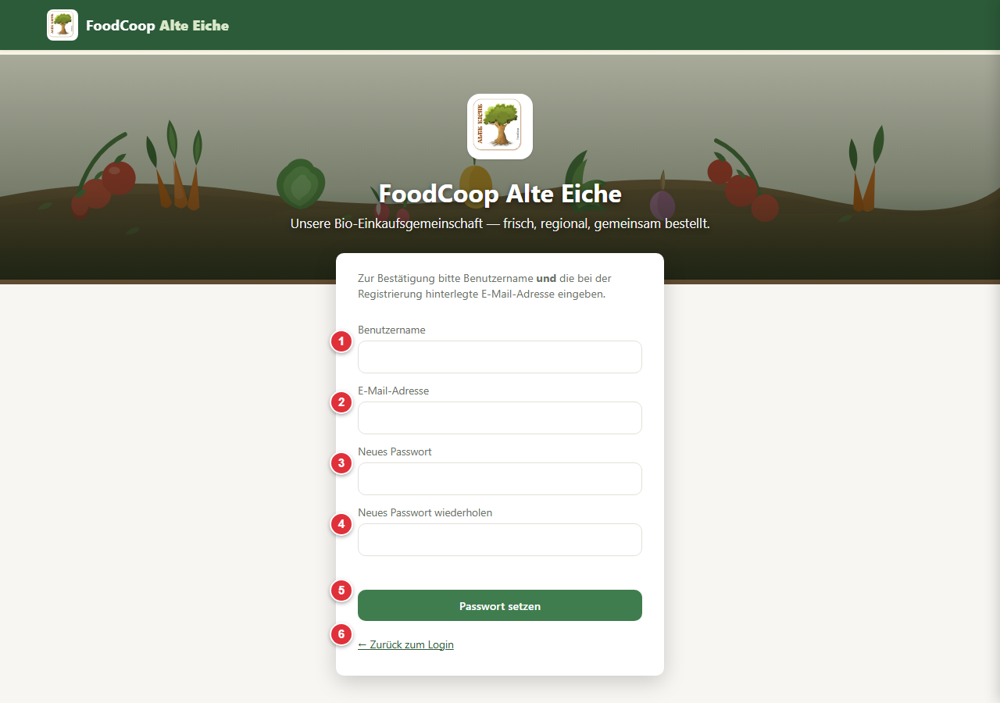 FoodCoop Alte Eiche
ALTE EICHE
FoodCoop Alte Eiche
Unsere Bio-Einkaufsgemeinschaft — frisch, regional, gemeinsam bestellt.
Zur Bestätigung bitte Benutzername und die bei der
Registrierung hinterlegte E-Mail-Adresse eingeben.
Benutzername
1
E-Mail-Adresse
2
Neues Passwort
3
Neues Passwort wiederholen
4
5
Passwort setzen
6
← Zurück zum Login